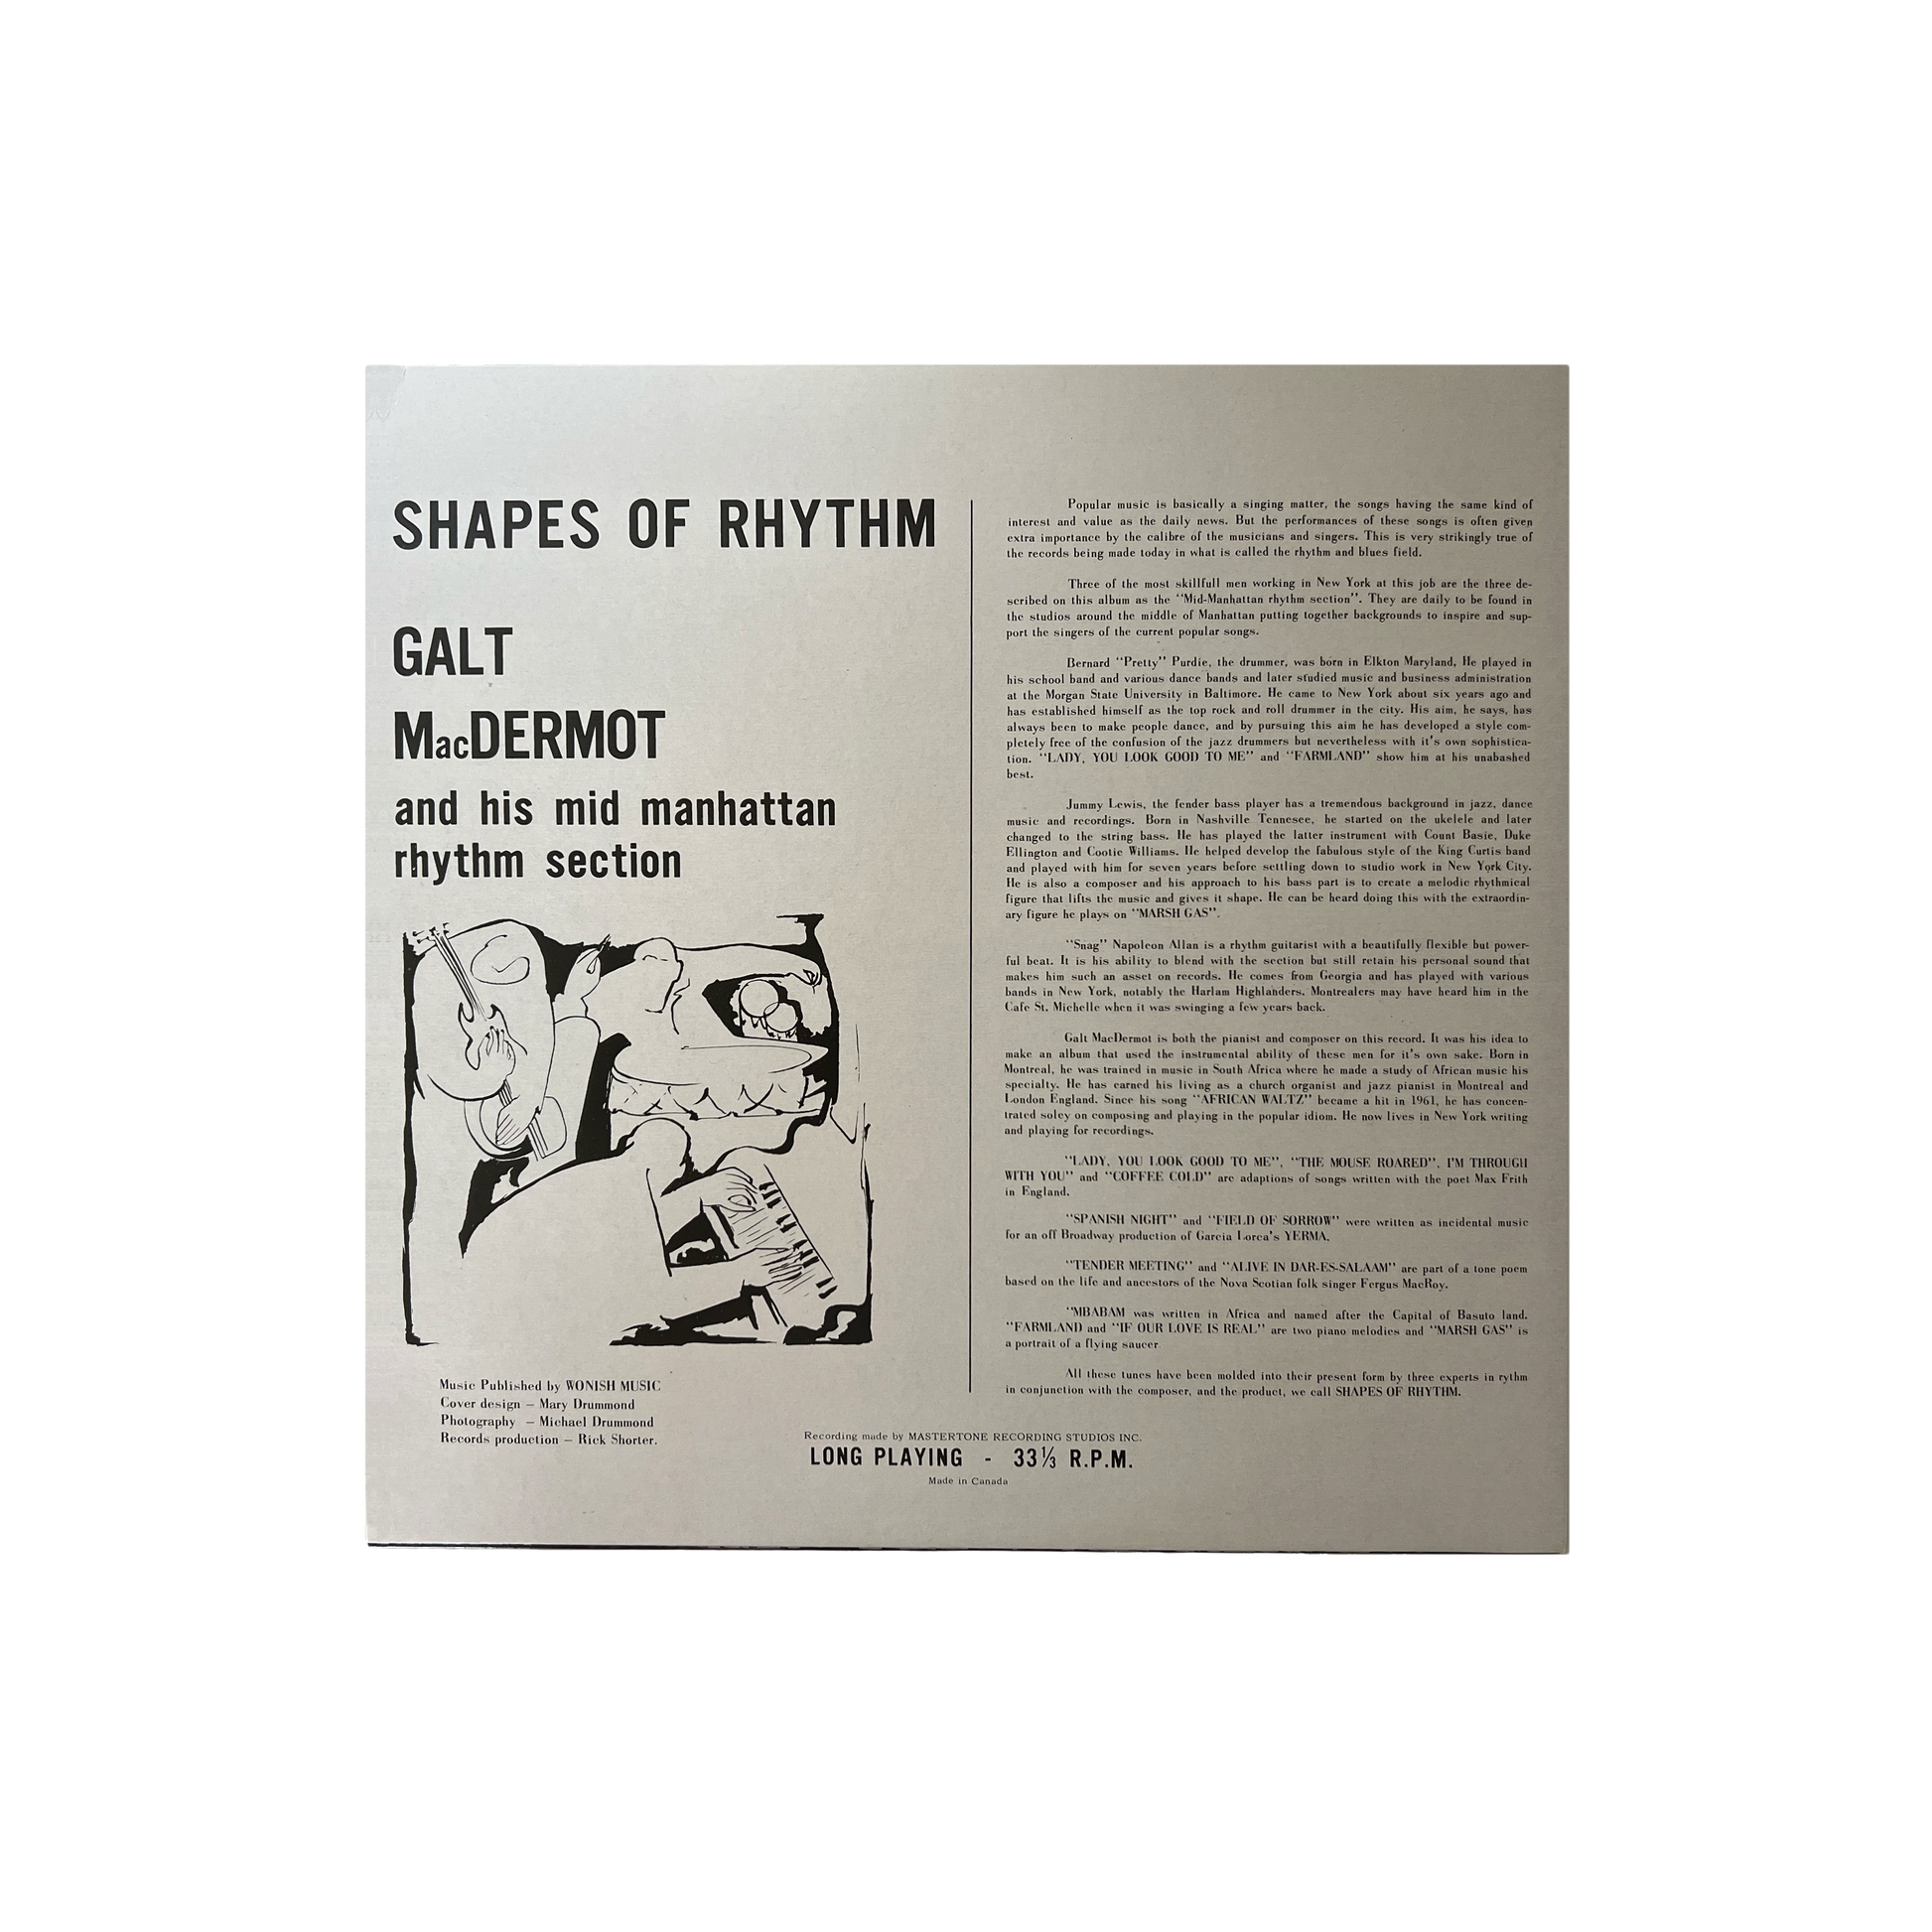 SHAPES OF RHYTHM
GALT
MacDERMOT
and his mid manhattan
rhythm section
Music Published by WONISH MUSIC
Cover design – Mary Drummond
Photography – Michael Drummond
Records production – Rick Shorter.
Popular music is basically a singing matter, the songs having the same kind of
interest and value as the daily news. But the performances of these songs is often given
extra importance by the calibre of the musicians and singers. This is very strikingly true of
the records being made today in what is called the rhythm and blues field.
Three of the most skillfull men working in New York at this job are the three de-
scribed on this album as the "Mid-Manhattan rhythm section". They are daily to be found in
the studios around the middle of Manhattan putting together backgrounds to inspire and sup-
port the singers of the current popular songs.
Bernard "Pretty" Purdie, the drummer, was born in Elkton Maryland, He played in
his school band and various dance bands and later studied music and business administration
at the Morgan State University in Baltimore. He came to New York about six years ago and
has established himself as the top rock and roll drummer in the city. His aim, he says, has
always been to make people dance, and by pursuing this aim he has developed a style com-
pletely free of the confusion of the jazz drummers but nevertheless with it's own sophistica-
tion. "LADY, YOU LOOK GOOD TO ME" and "FARMLAND" show him at his unabashed
best.
Jummy Lewis, the fender bass player has a tremendous background in jazz, dance
music and recordings. Born in Nashville Tennesee, he started on the ukelele and later
changed to the string bass. He has played the latter instrument with Count Basie, Duke
Ellington and Cootie Williams. He helped develop the fabulous style of the King Curtis band
and played with him for seven years before settling down to studio work in New York City.
He is also a composer and his approach to his bass part is to create a melodic rhythmical
figure that lifts the music and gives it shape. He can be heard doing this with the extraordin-
ary figure he plays on "MARSH GAS".
"Snag" Napoleon Allan is a rhythm guitarist with a beautifully flexible but power-
ful beat. It is his ability to blend with the section but still retain his personal sound that
makes him such an asset on records. He comes from Georgia and has played with various
bands in New York, notably the Harlam Highlanders. Montrealers may have heard him in the
Cafe St. Michelle when it was swinging a few years back.
Galt MacDermot is both the pianist and composer on this record. It was his idea to
make an album that used the instrumental ability of these men for it's own sake. Born in
Montreal, he was trained in music in South Africa where he made a study of African music his
specialty. He has earned his living as a church organist and jazz pianist in Montreal and
London England. Since his song "AFRICAN WALTZ" became a hit in 1961, he has concen-
trated soley on composing and playing in the popular idiom. He now lives in New York writing
and playing for recordings.
"LADY, YOU LOOK GOOD TO ME", "THE MOUSE ROARED", I'M THROUGH
WITH YOU" and "COFFEE COLD" are adaptions of songs written with the poet Max Frith
in England.
"SPANISH NIGHT" and "FIELD OF SORROW" were written as incidental music
for an off Broadway production of Garcia Lorca's YERMA.
"TENDER MEETING" and "ALIVE IN DAR-ES-SALAAM" are part of a tone poem
based on the life and ancestors of the Nova Scotian folk singer Fergus MacRoy.
"MBABAM was written in Africa and named after the Capital of Basuto land.
"FARMLAND and "IF OUR LOVE IS REAL" are two piano melodies and "MARSH GAS" is
a portrait of a flying saucer
All these tunes have been molded into their present form by three experts in rythm
in conjunction with the composer, and the product, we call SHAPES OF RHYTHM.
Recording made by MASTERTONE RECORDING STUDIOS INC.
LONG PLAYING - 33⅓ R.P.M.
Made in Canada